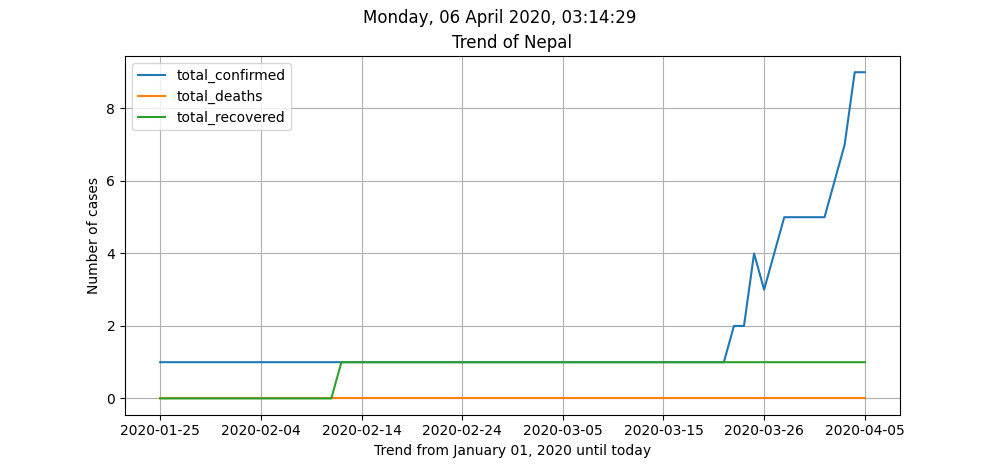 Monday, 06 April 2020, 03:14:29
Trend of Nepal
total_confirmed
total_deaths
total_recovered
Number of cases
8
6
4
2
0
2020-01-25 2020-02-04 2020-02-14 2020-02-24 2020-03-05 2020-03-15 2020-03-26 2020-04-05
Trend from January 01, 2020 until today